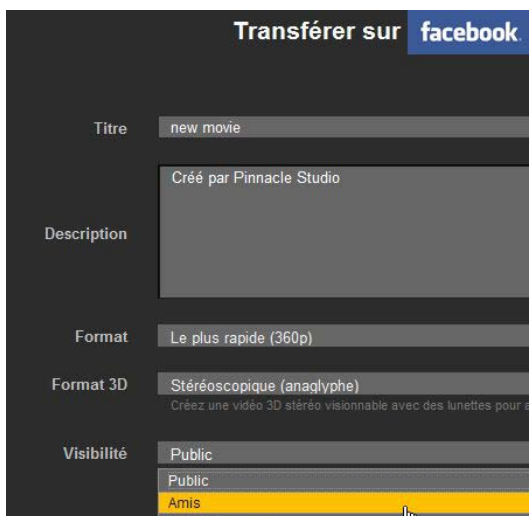 Transférer sur facebook.
Titre new movie
Créé par Pinnacle Studio
Description
Format Le plus rapide (360p)
Format 3D Stéréoscopique (anaglyphe)
Créez une vidéo 3D stéréo visionnable avec des lunettes pour
Visibilité Public
Public
Amis